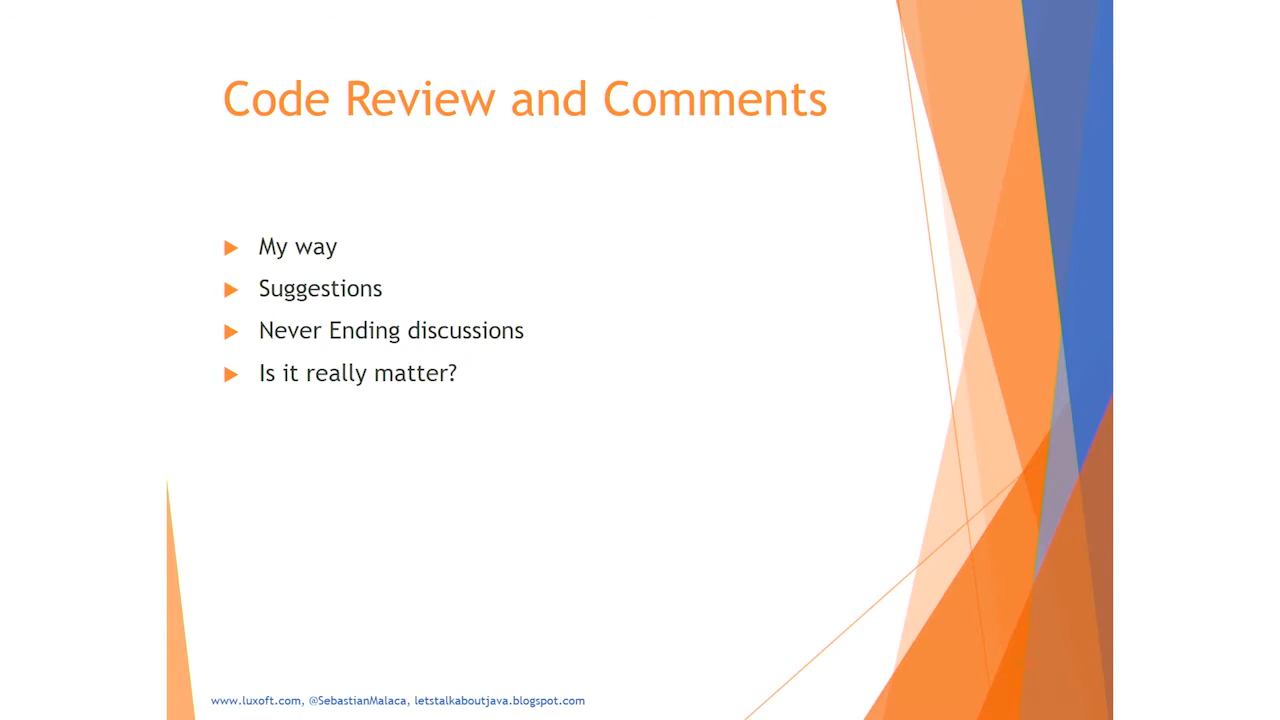 Code Review and Comments
My way
Suggestions
Never Ending discussions
Is it really matter?
www.luxoft.com, @SebastianMalaca, letstalkaboutjava.blogspot.com